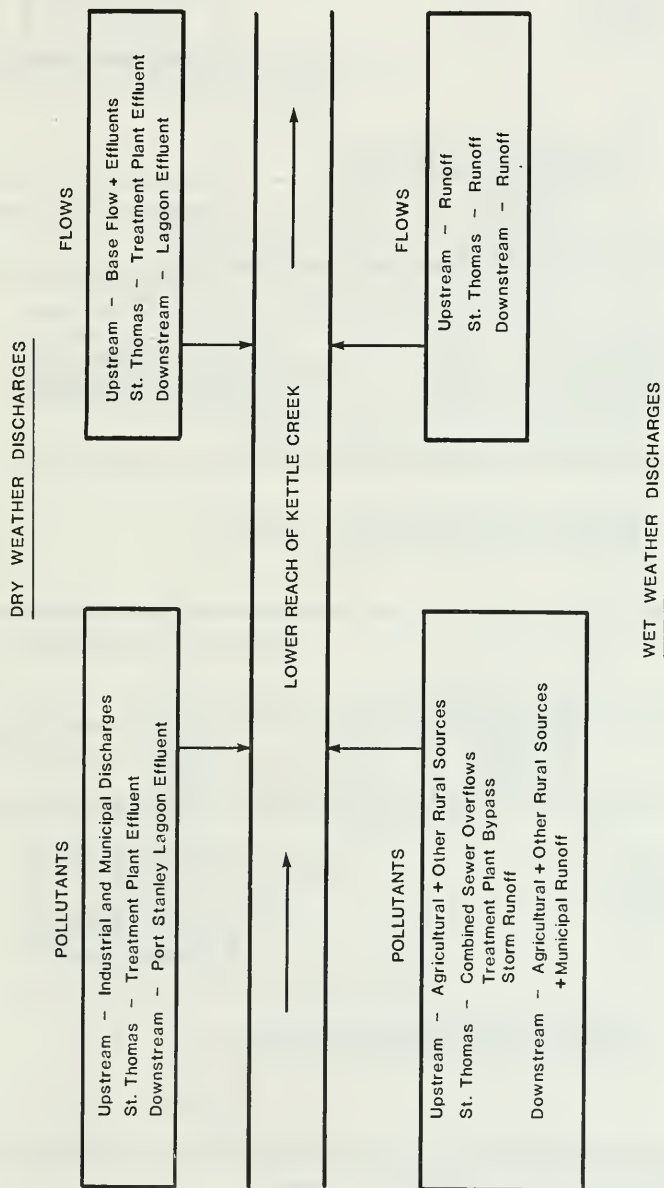 DRY WEATHER DISCHARGES
POLLUTANTS
Upstream – Industrial and Municipal Discharges
St. Thomas – Treatment Plant Effluent
Downstream – Port Stanley Lagoon Effluent
FLOWS
Upstream – Base Flow + Effluents
St. Thomas – Treatment Plant Effluent
Downstream – Lagoon Effluent
LOWER REACH OF KETTLE CREEK
POLLUTANTS
Upstream – Agricultural + Other Rural Sources
St. Thomas – Combined Sewer Overflows
Treatment Plant Bypass
Storm Runoff
Downstream – Agricultural + Other Rural Sources
+ Municipal Runoff
FLOWS
Upstream – Runoff
St. Thomas – Runoff
Downstream – Runoff
WET WEATHER DISCHARGES